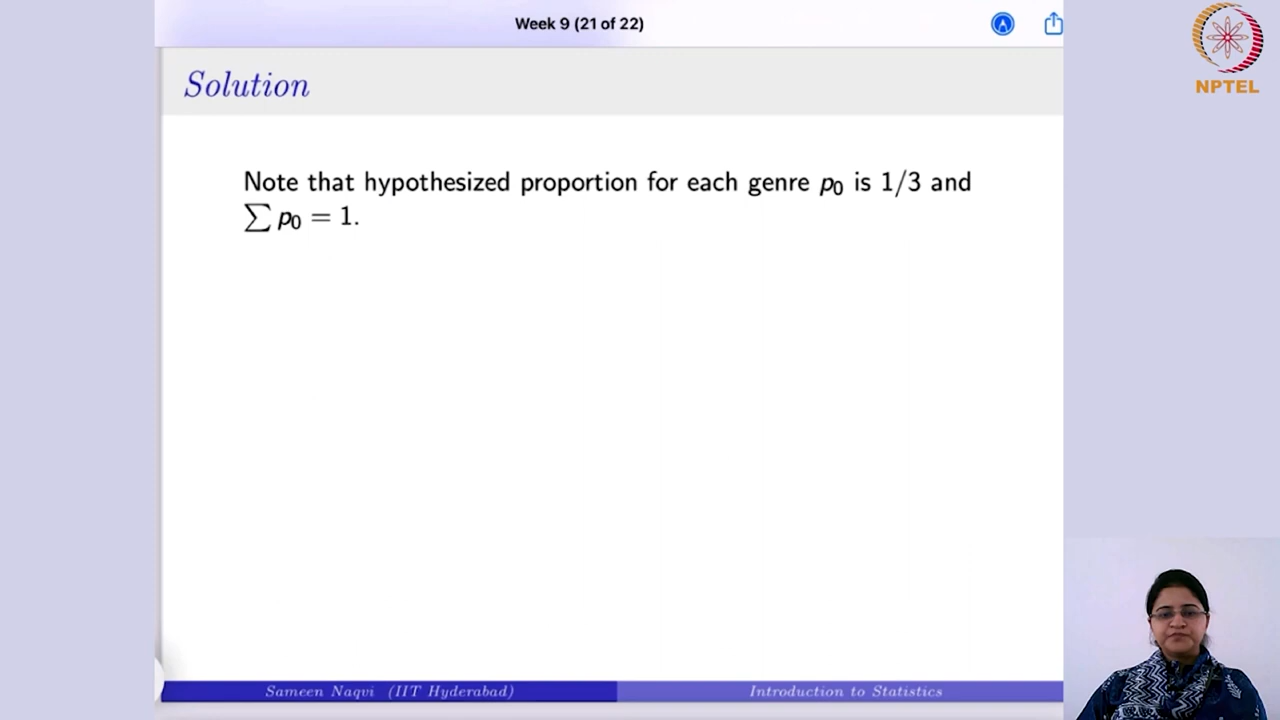 Week 9 (21 of 22)
NPTEL
Solution
Note that hypothesized proportion for each genre p₀ is 1/3 and
∑ p₀ = 1.
Sameen Naqvi (IIT Hyderabad)
Introduction to Statistics